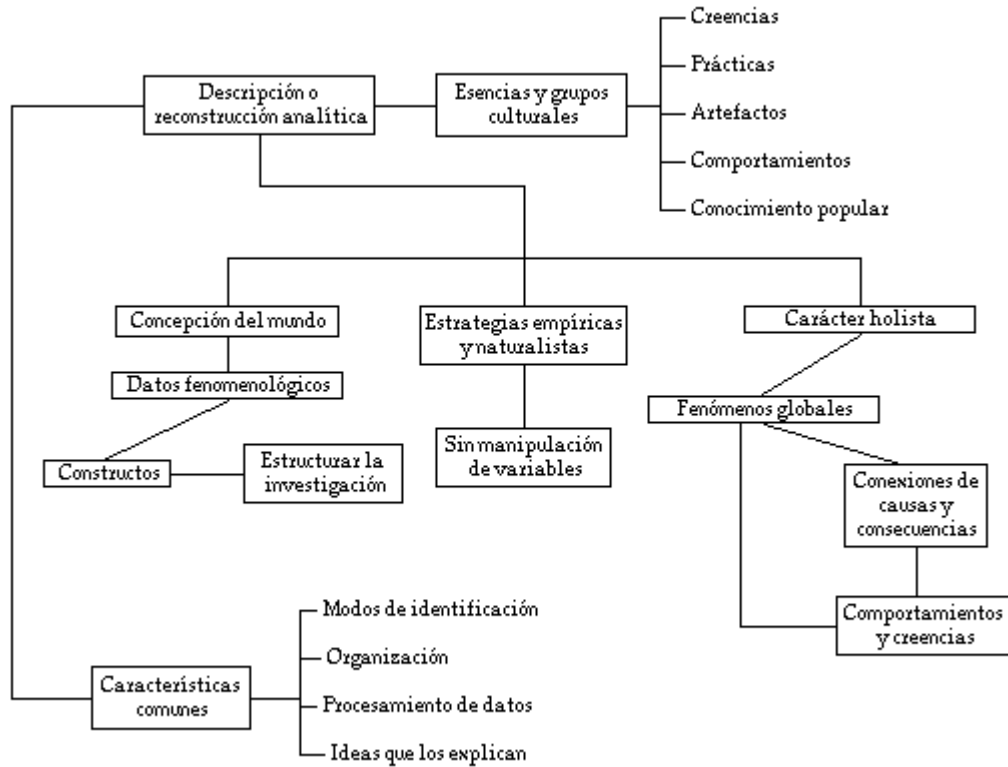 Creencias
Prácticas
Descripción o
reconstrucción analítica
Esencias y grupos
culturales
Artefactos
Comportamientos
Conocimiento popular
Concepción del mundo
Estrategias empíricas
y naturalistas
Carácter holista
Datos fenomenológicos
Fenómenos globales
Constructos
Estructurar la
investigación
Sin manipulación
de variables
Conexiones de
causas y
consecuencias
Comportamientos
y creencias
Modos de identificación
Organización
Características
comunes
Procesamiento de datos
Ideas que los explican